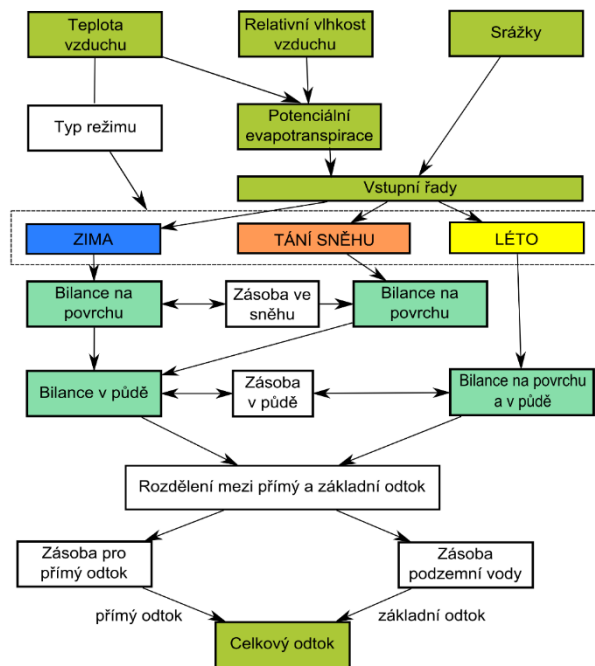 Teplota
vzduchu
Relativní vlhkost
vzduchu
Srážky
Typ režimu
Potenciální
evapotranspirace
Vstupní řady
ZIMA
TÁNÍ SNĚHU
LÉTO
Bilance na
povrchu
Zásoba ve
sněhu
Bilance na
povrchu
Bilance v půdě
Zásoba
v půdě
Bilance na povrchu
a v půdě
Rozdělení mezi přímý a základní odtok
Zásoba pro
přímý odtok
Zásoba
podzemní vody
přímý odtok
základní odtok
Celkový odtok